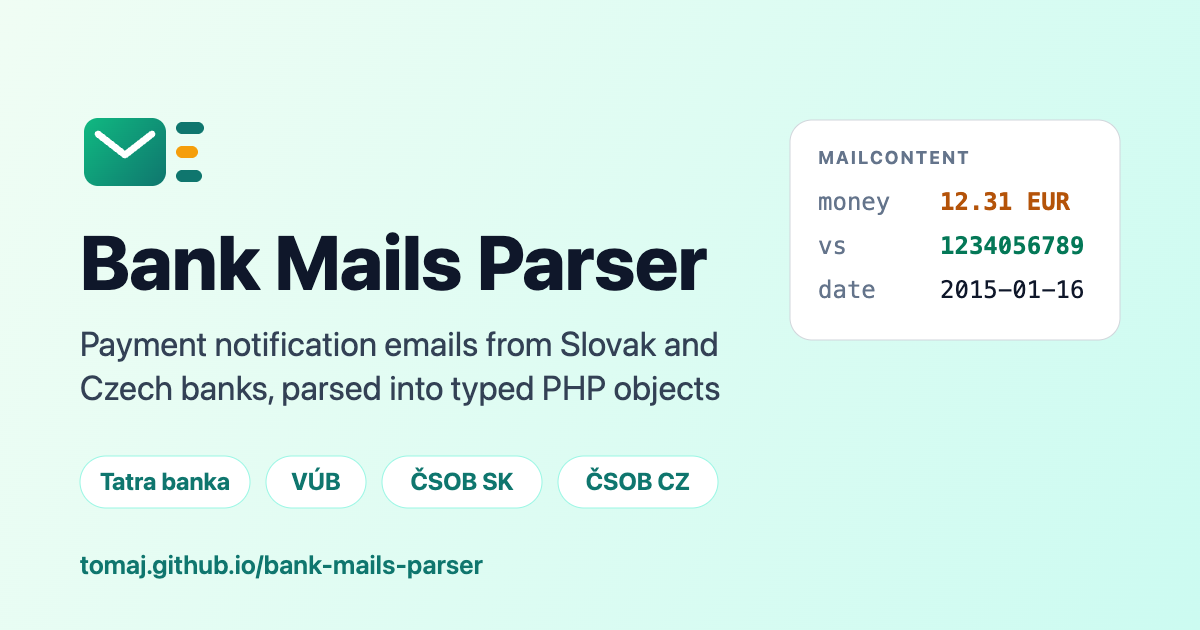 Bank Mails Parser
Payment notification emails from Slovak and
Czech banks, parsed into typed PHP objects
Tatra banka
VÚB
ČSOB SK
ČSOB CZ
tomaj.github.io/bank-mails-parser
MAILCONTENT
money 12.31 EUR
vs 1234056789
date 2015-01-16